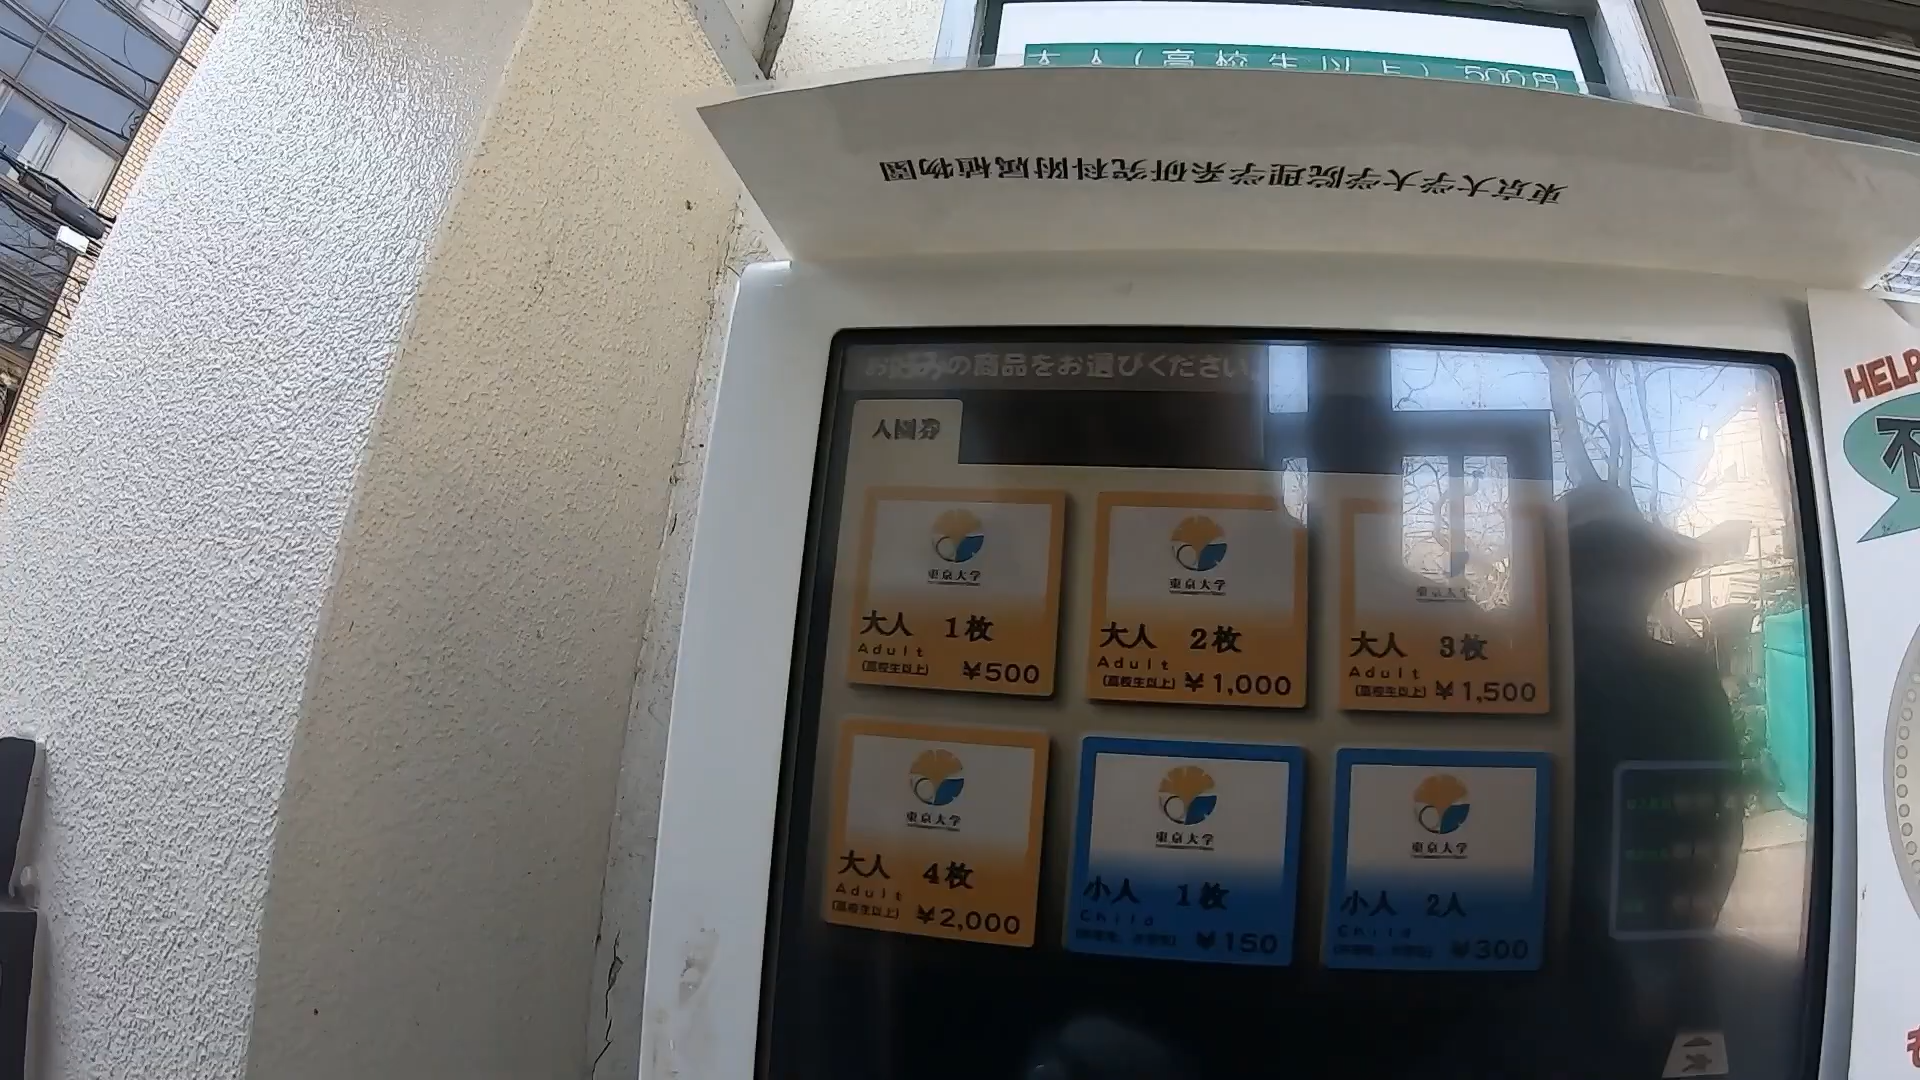 大人(高校生以上) 500円
東京大学大学院理学系研究科附属植物園
お好みの商品をお選びください。
入園券
東京大学
大人 1枚
Adult
(高校生以上) ¥500
東京大学
大人 2枚
Adult
(高校生以上) ¥1,000
東京大学
大人 3枚
Adult
(高校生以上) ¥1,500
東京大学
大人 4枚
Adult
(高校生以上) ¥2,000
東京大学
小人 1枚
Child
¥150
東京大学
小人 2人
Child
¥300
HELP